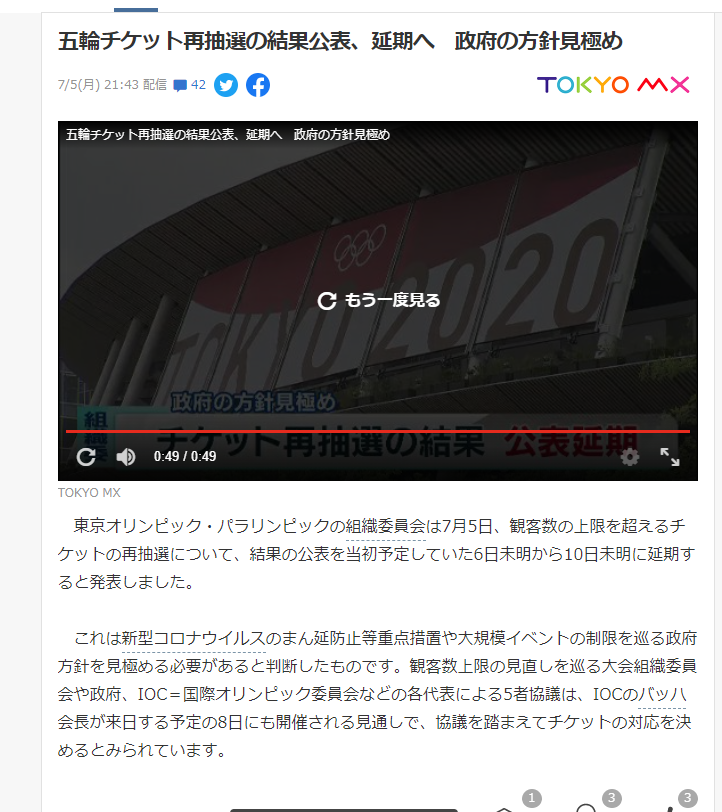 五輪チケット再抽選の結果公表、延期へ　政府の方針見極め
7/5(月) 21:43 配信 42
TOKYO MX
五輪チケット再抽選の結果公表、延期へ　政府の方針見極め
TOKYO 2020
もう一度見る
政府の方針見極め
組織委
チケット再抽選の結果 公表延期
0:49 / 0:49
TOKYO MX
東京オリンピック・パラリンピックの組織委員会は7月5日、観客数の上限を超えるチ
ケットの再抽選について、結果の公表を当初予定していた6日未明から10日未明に延期す
ると発表しました。
これは新型コロナウイルスのまん延防止等重点措置や大規模イベントの制限を巡る政府
方針を見極める必要があると判断したものです。観客数上限の見直しを巡る大会組織委員
会や政府、IOC＝国際オリンピック委員会などの各代表による5者協議は、IOCのバッハ
会長が来日する予定の8日にも開催される見通しで、協議を踏まえてチケットの対応を決
めるとみられています。
1 3 3